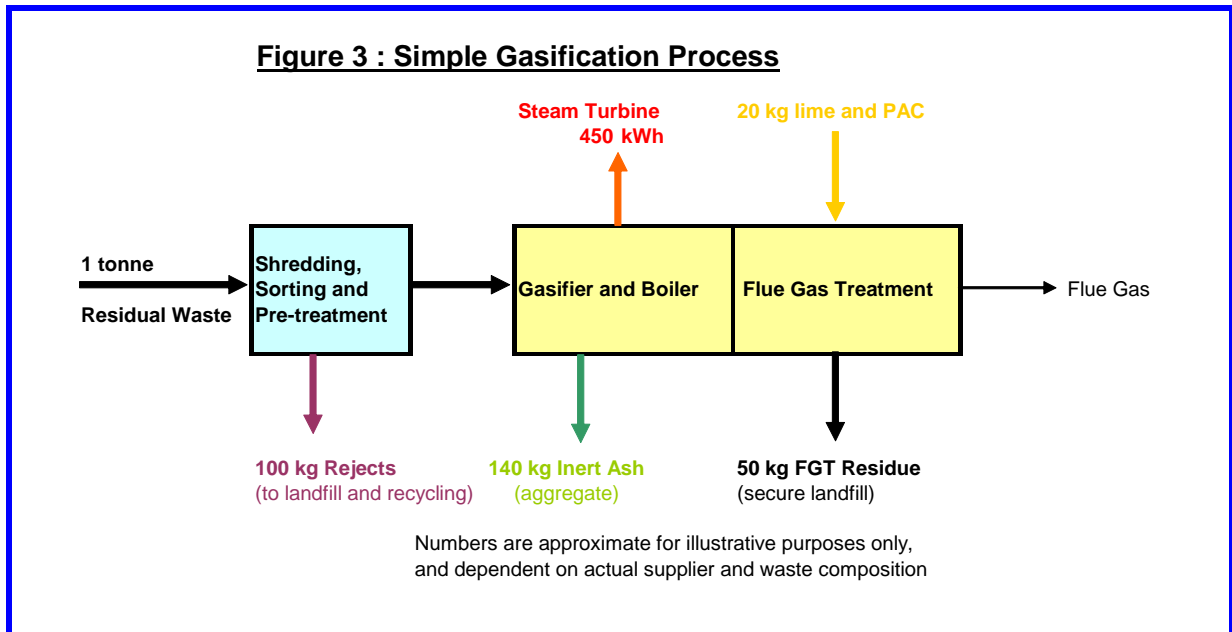 Figure 3 : Simple Gasification Process
Steam Turbine
450 kWh
20 kg lime and PAC
1 tonne
Residual Waste
Shredding,
Sorting and
Pre-treatment
Gasifier and Boiler
Flue Gas Treatment
Flue Gas
100 kg Rejects
(to landfill and recycling)
140 kg Inert Ash
(aggregate)
50 kg FGT Residue
(secure landfill)
Numbers are approximate for illustrative purposes only,
and dependent on actual supplier and waste composition